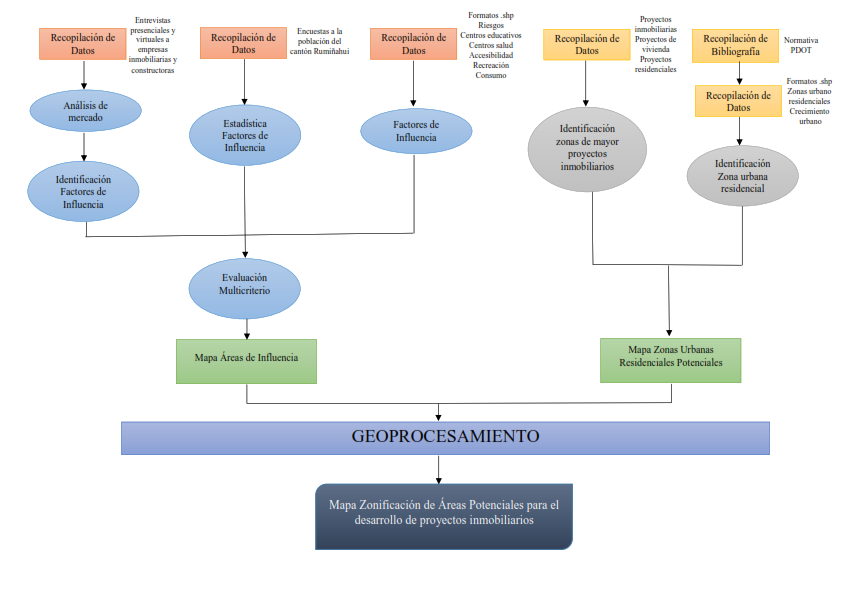 Recopilación de
Datos
Entrevistas
presenciales y
virtuales a
empresas
inmobiliarias y
constructoras
Recopilación de
Datos
Encuestas a la
población del
cantón Rumiñahui
Recopilación de
Datos
Formatos .shp
Riesgos
Centros educativos
Centros salud
Accesibilidad
Recreación
Consumo
Recopilación de
Datos
Proyectos
inmobiliarias
Proyectos de
vivienda
Proyectos
residenciales
Recopilación de
Bibliografía
Normativa
PDOT
Recopilación de
Datos
Formatos .shp
Zonas urbano
residenciales
Crecimiento
urbano
Análisis de
mercado
Estadística
Factores de
Influencia
Factores de
Influencia
Identificación
zonas de mayor
proyectos
inmobiliarios
Identificación
Zona urbana
residencial
Identificación
Factores de
Influencia
Evaluación
Multicriterio
Mapa Áreas de Influencia
Mapa Zonas Urbanas
Residenciales Potenciales
GEOPROCESAMIENTO
Mapa Zonificación de Áreas Potenciales para el
desarrollo de proyectos inmobiliarios